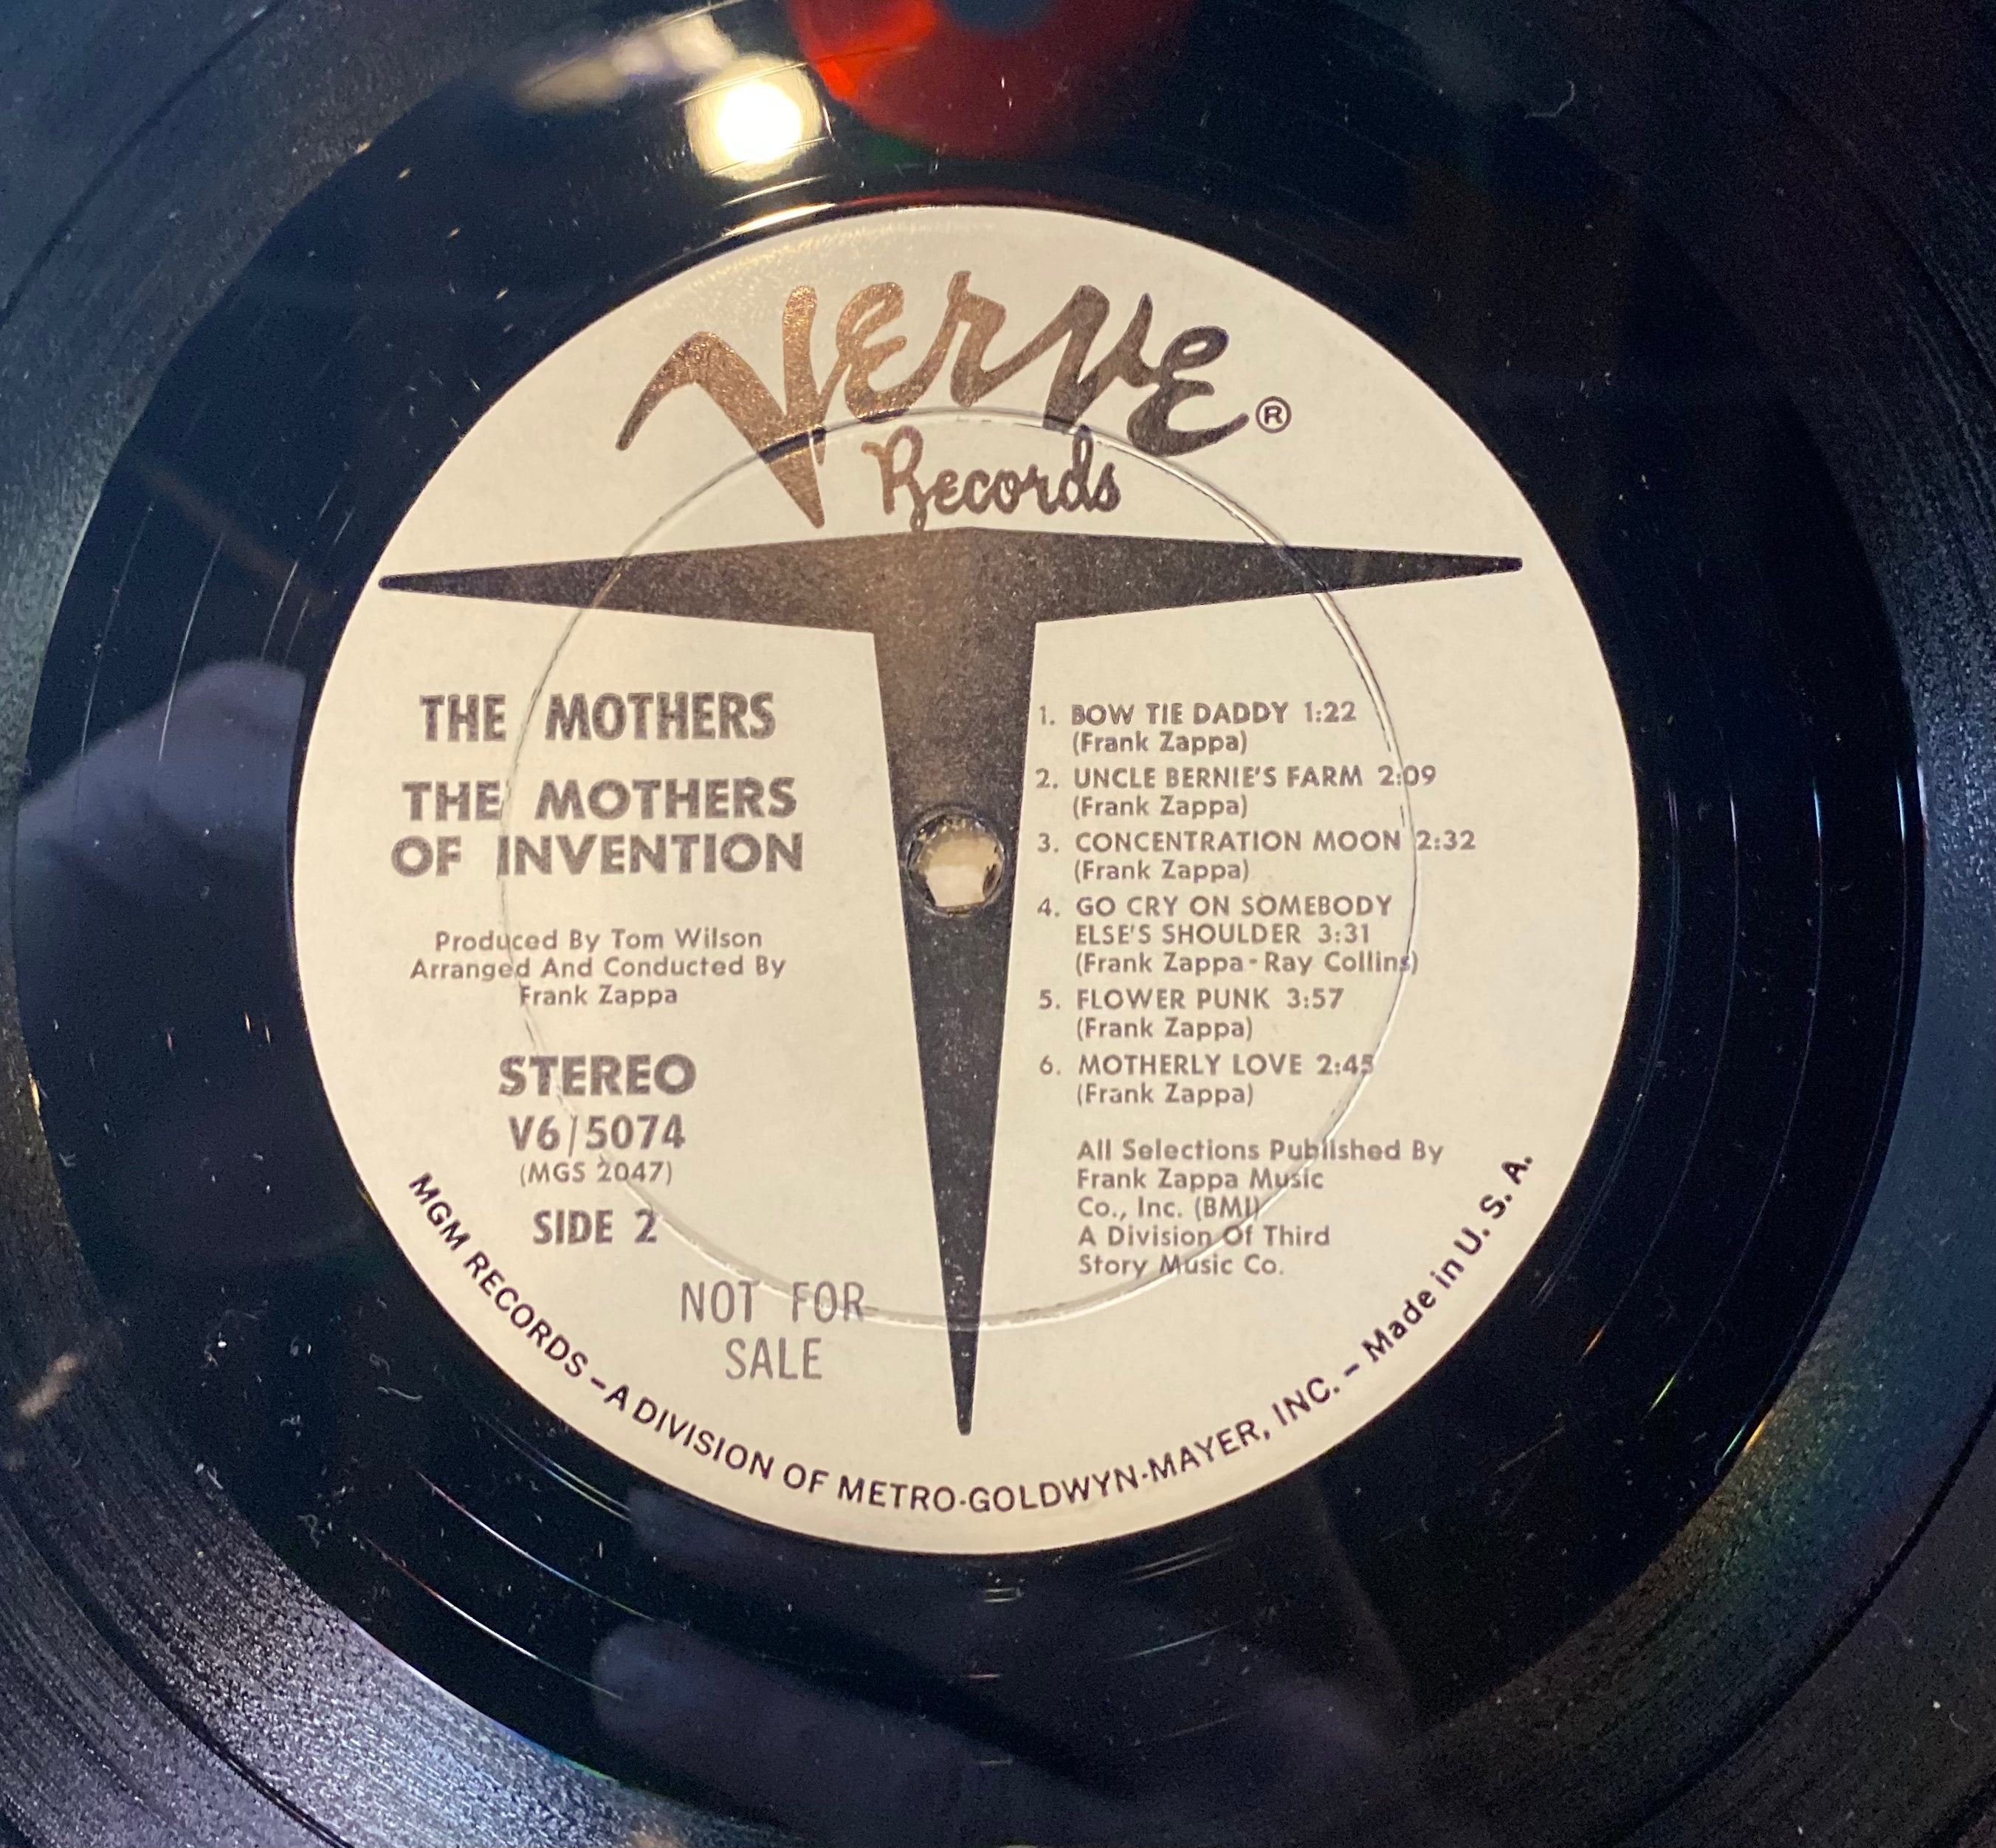 Verve®
Records
THE MOTHERS
THE MOTHERS
OF INVENTION
Produced By Tom Wilson
Arranged And Conducted By
Frank Zappa
STEREO
V6/5074
(MGS 2047)
SIDE 2
NOT FOR
SALE
1. BOW TIE DADDY 1:22
(Frank Zappa)
2. UNCLE BERNIE'S FARM 2:09
(Frank Zappa)
3. CONCENTRATION MOON 2:32
(Frank Zappa)
4. GO CRY ON SOMEBODY
ELSE'S SHOULDER 3:31
(Frank Zappa-Ray Collins)
5. FLOWER PUNK 3:57
(Frank Zappa)
6. MOTHERLY LOVE 2:45
(Frank Zappa)
All Selections Published By
Frank Zappa Music
Co., Inc. (BMI)
A Division Of Third
Story Music Co.
MGM RECORDS – A DIVISION OF METRO-GOLDWYN-MAYER, INC. – Made in U. S. A.